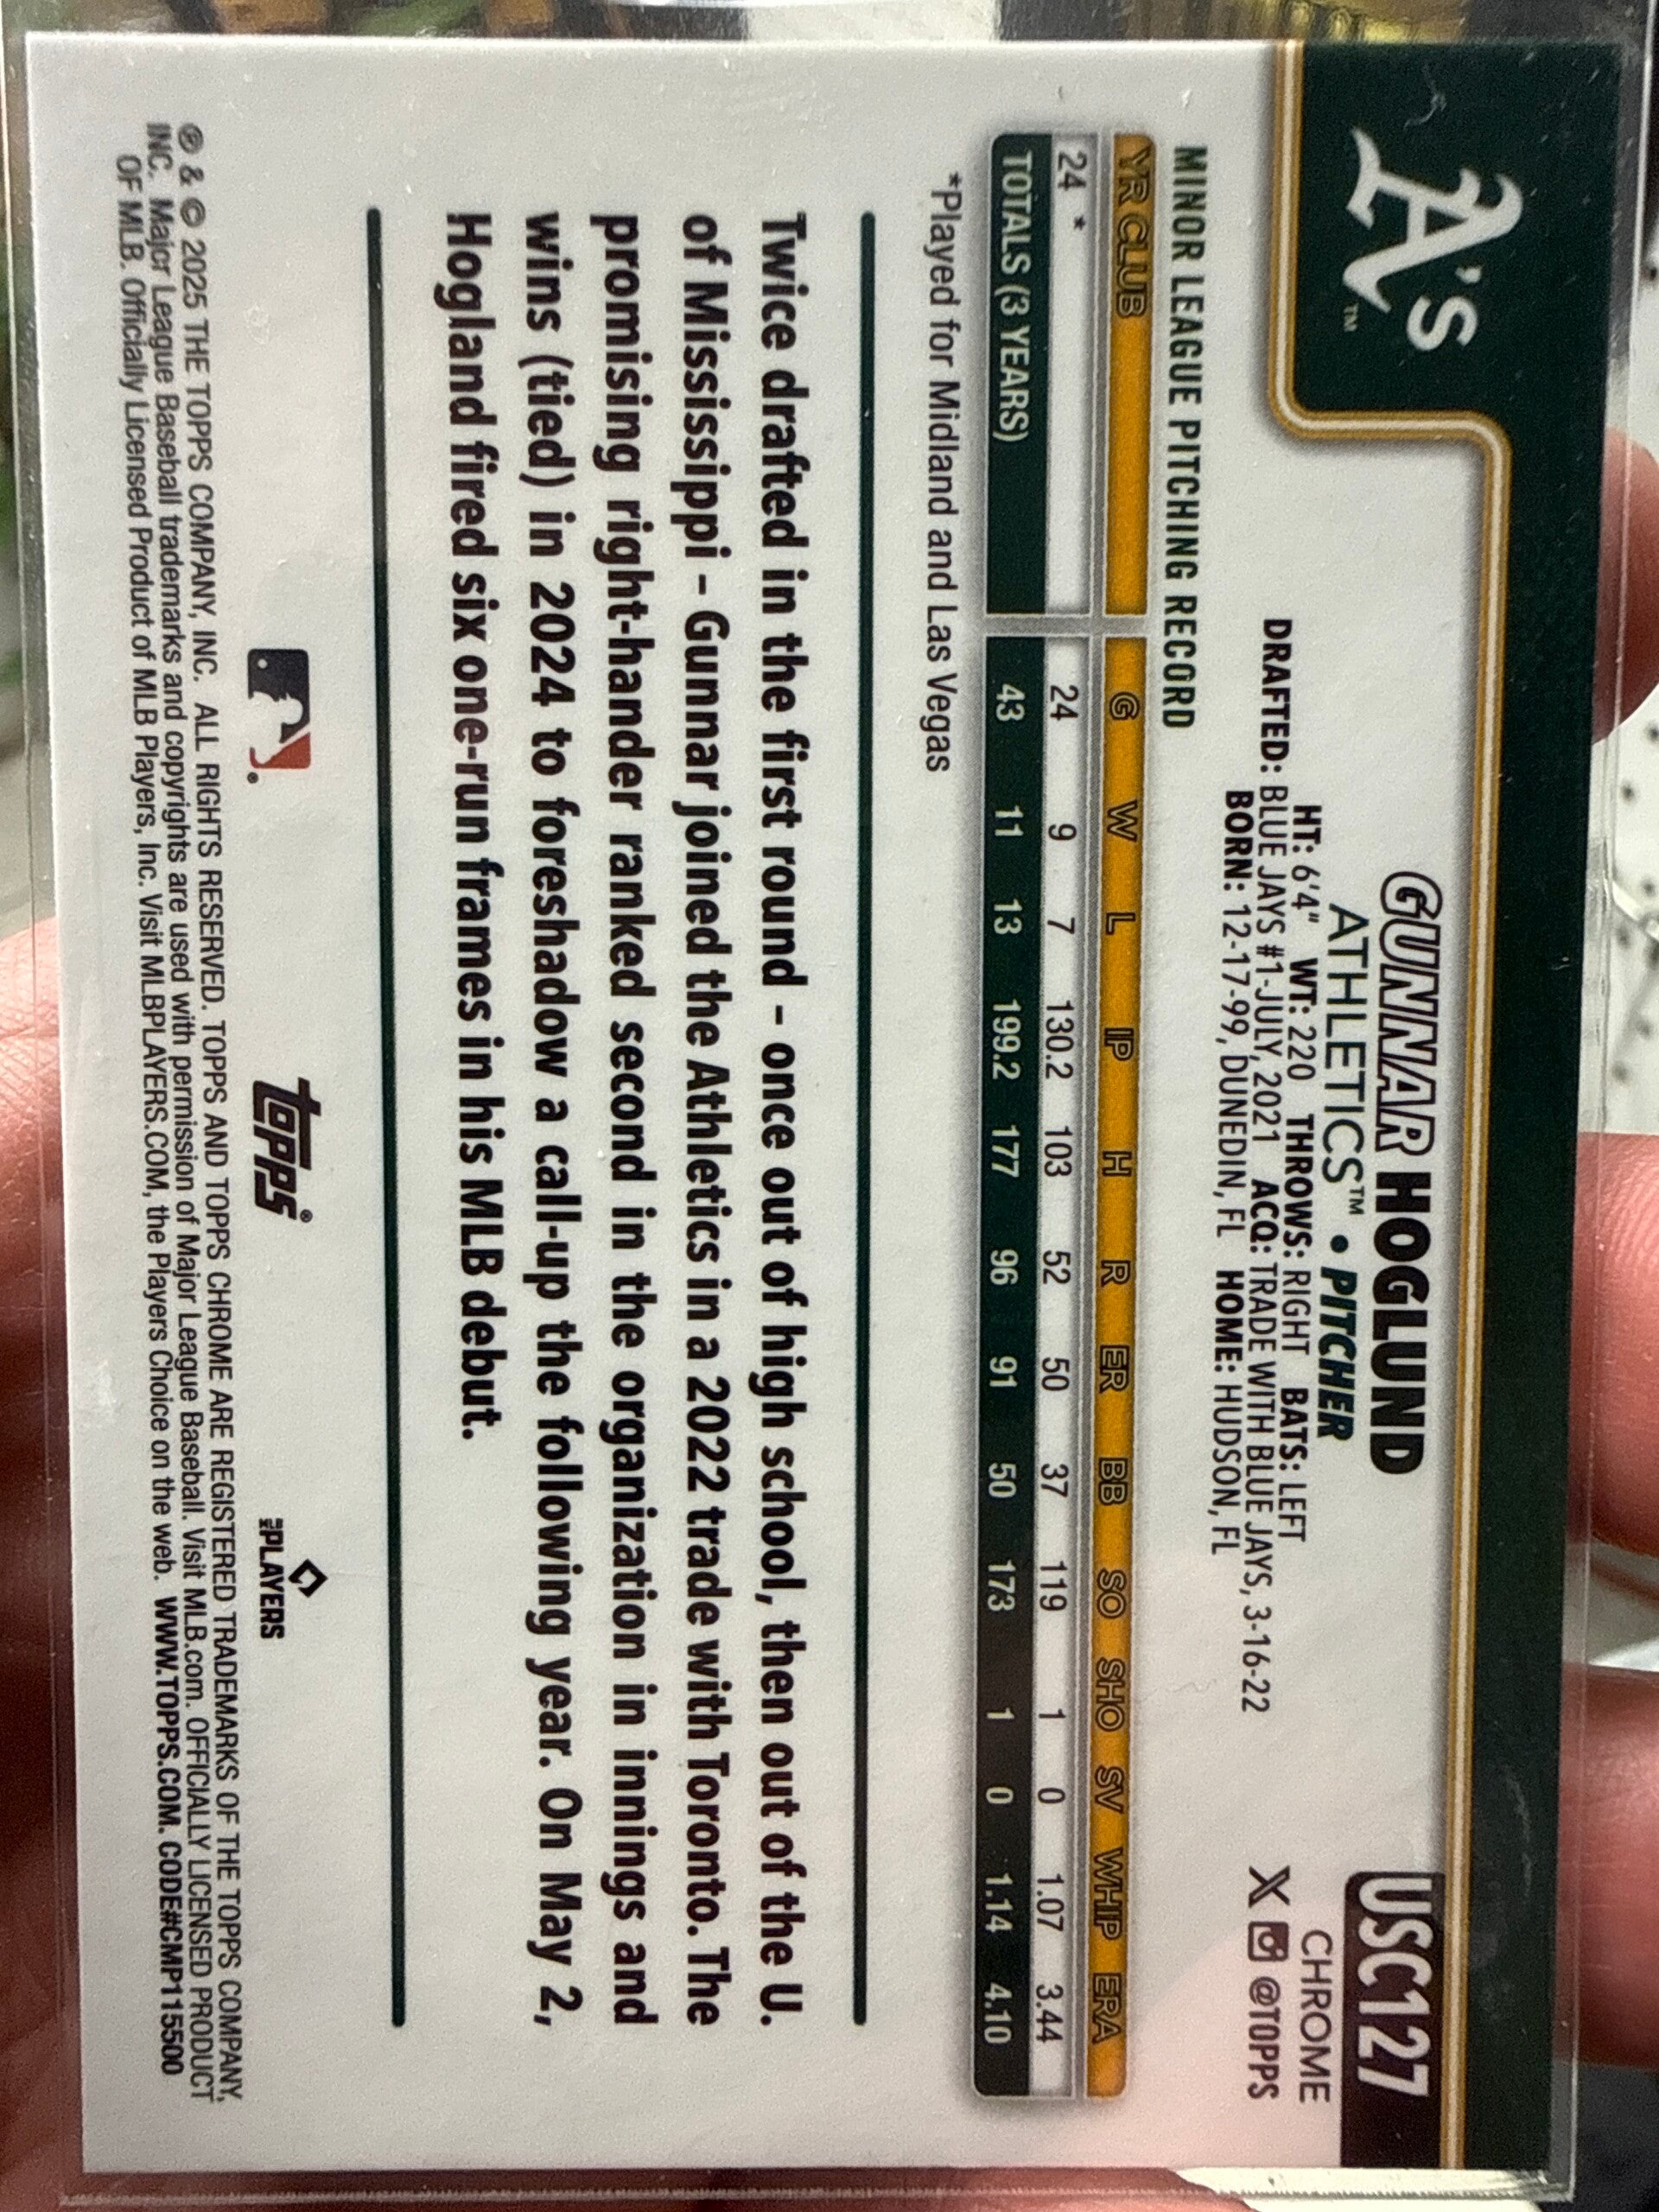 A's™
USC127
GUNNAR HOGLUND
CHROME
ATHLETICS™ • PITCHER
X @TOPPS
HT: 6'4" WT: 220 THROWS: RIGHT BATS: LEFT
DRAFTED: BLUE JAYS #1-JULY, 2021 ACQ: TRADE WITH BLUE JAYS, 3-16-22
BORN: 12-17-99, DUNEDIN, FL HOME: HUDSON, FL
MINOR LEAGUE PITCHING RECORD
YR CLUB G W L IP H R ER BB SO SHO SV WHIP ERA
24 * 24 9 7 130.2 103 52 50 37 119 1 0 1.07 3.44
TOTALS (3 YEARS) 43 11 13 199.2 177 96 91 50 173 1 0 1.14 4.10
*Played for Midland and Las Vegas
Twice drafted in the first round – once out of high school, then out of the U.
of Mississippi – Gunnar joined the Athletics in a 2022 trade with Toronto. The
promising right-hander ranked second in the organization in innings and
wins (tied) in 2024 to foreshadow a call-up the following year. On May 2,
Hogland fired six one-run frames in his MLB debut.
®
topps®
MLB PLAYERS
℗ & © 2025 THE TOPPS COMPANY, INC. ALL RIGHTS RESERVED. TOPPS AND TOPPS CHROME ARE REGISTERED TRADEMARKS OF THE TOPPS COMPANY,
INC. Major League Baseball trademarks and copyrights are used with permission of Major League Baseball. Visit MLB.com. OFFICIALLY LICENSED PRODUCT
OF MLB. Officially Licensed Product of MLB Players, Inc. Visit MLBPLAYERS.COM, the Players Choice on the web. WWW.TOPPS.COM. CODE#CMP115500